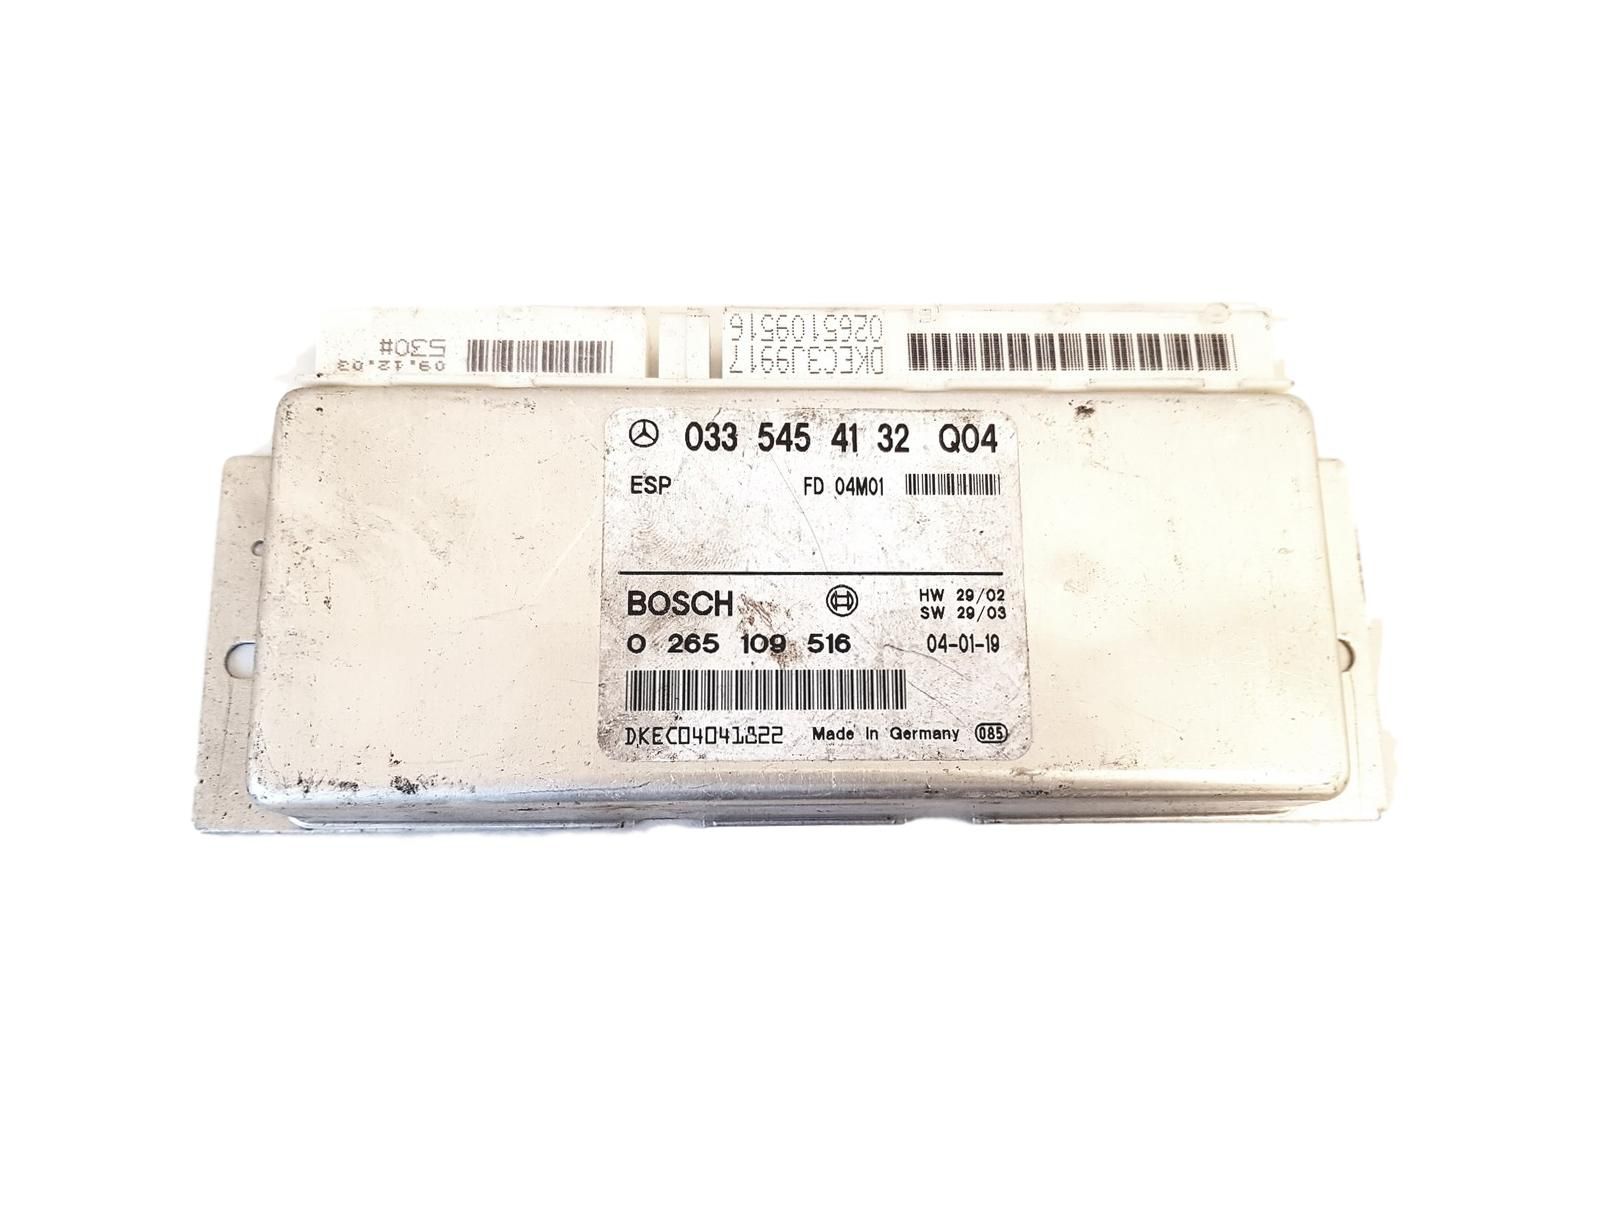 530#
09.12.03
0265109516
DKEC3J9917
033 545 41 32 Q04
ESP FD 04M01
BOSCH HW 29/02
SW 29/03
0 265 109 516 04-01-19
DKEC04041822 Made in Germany 085